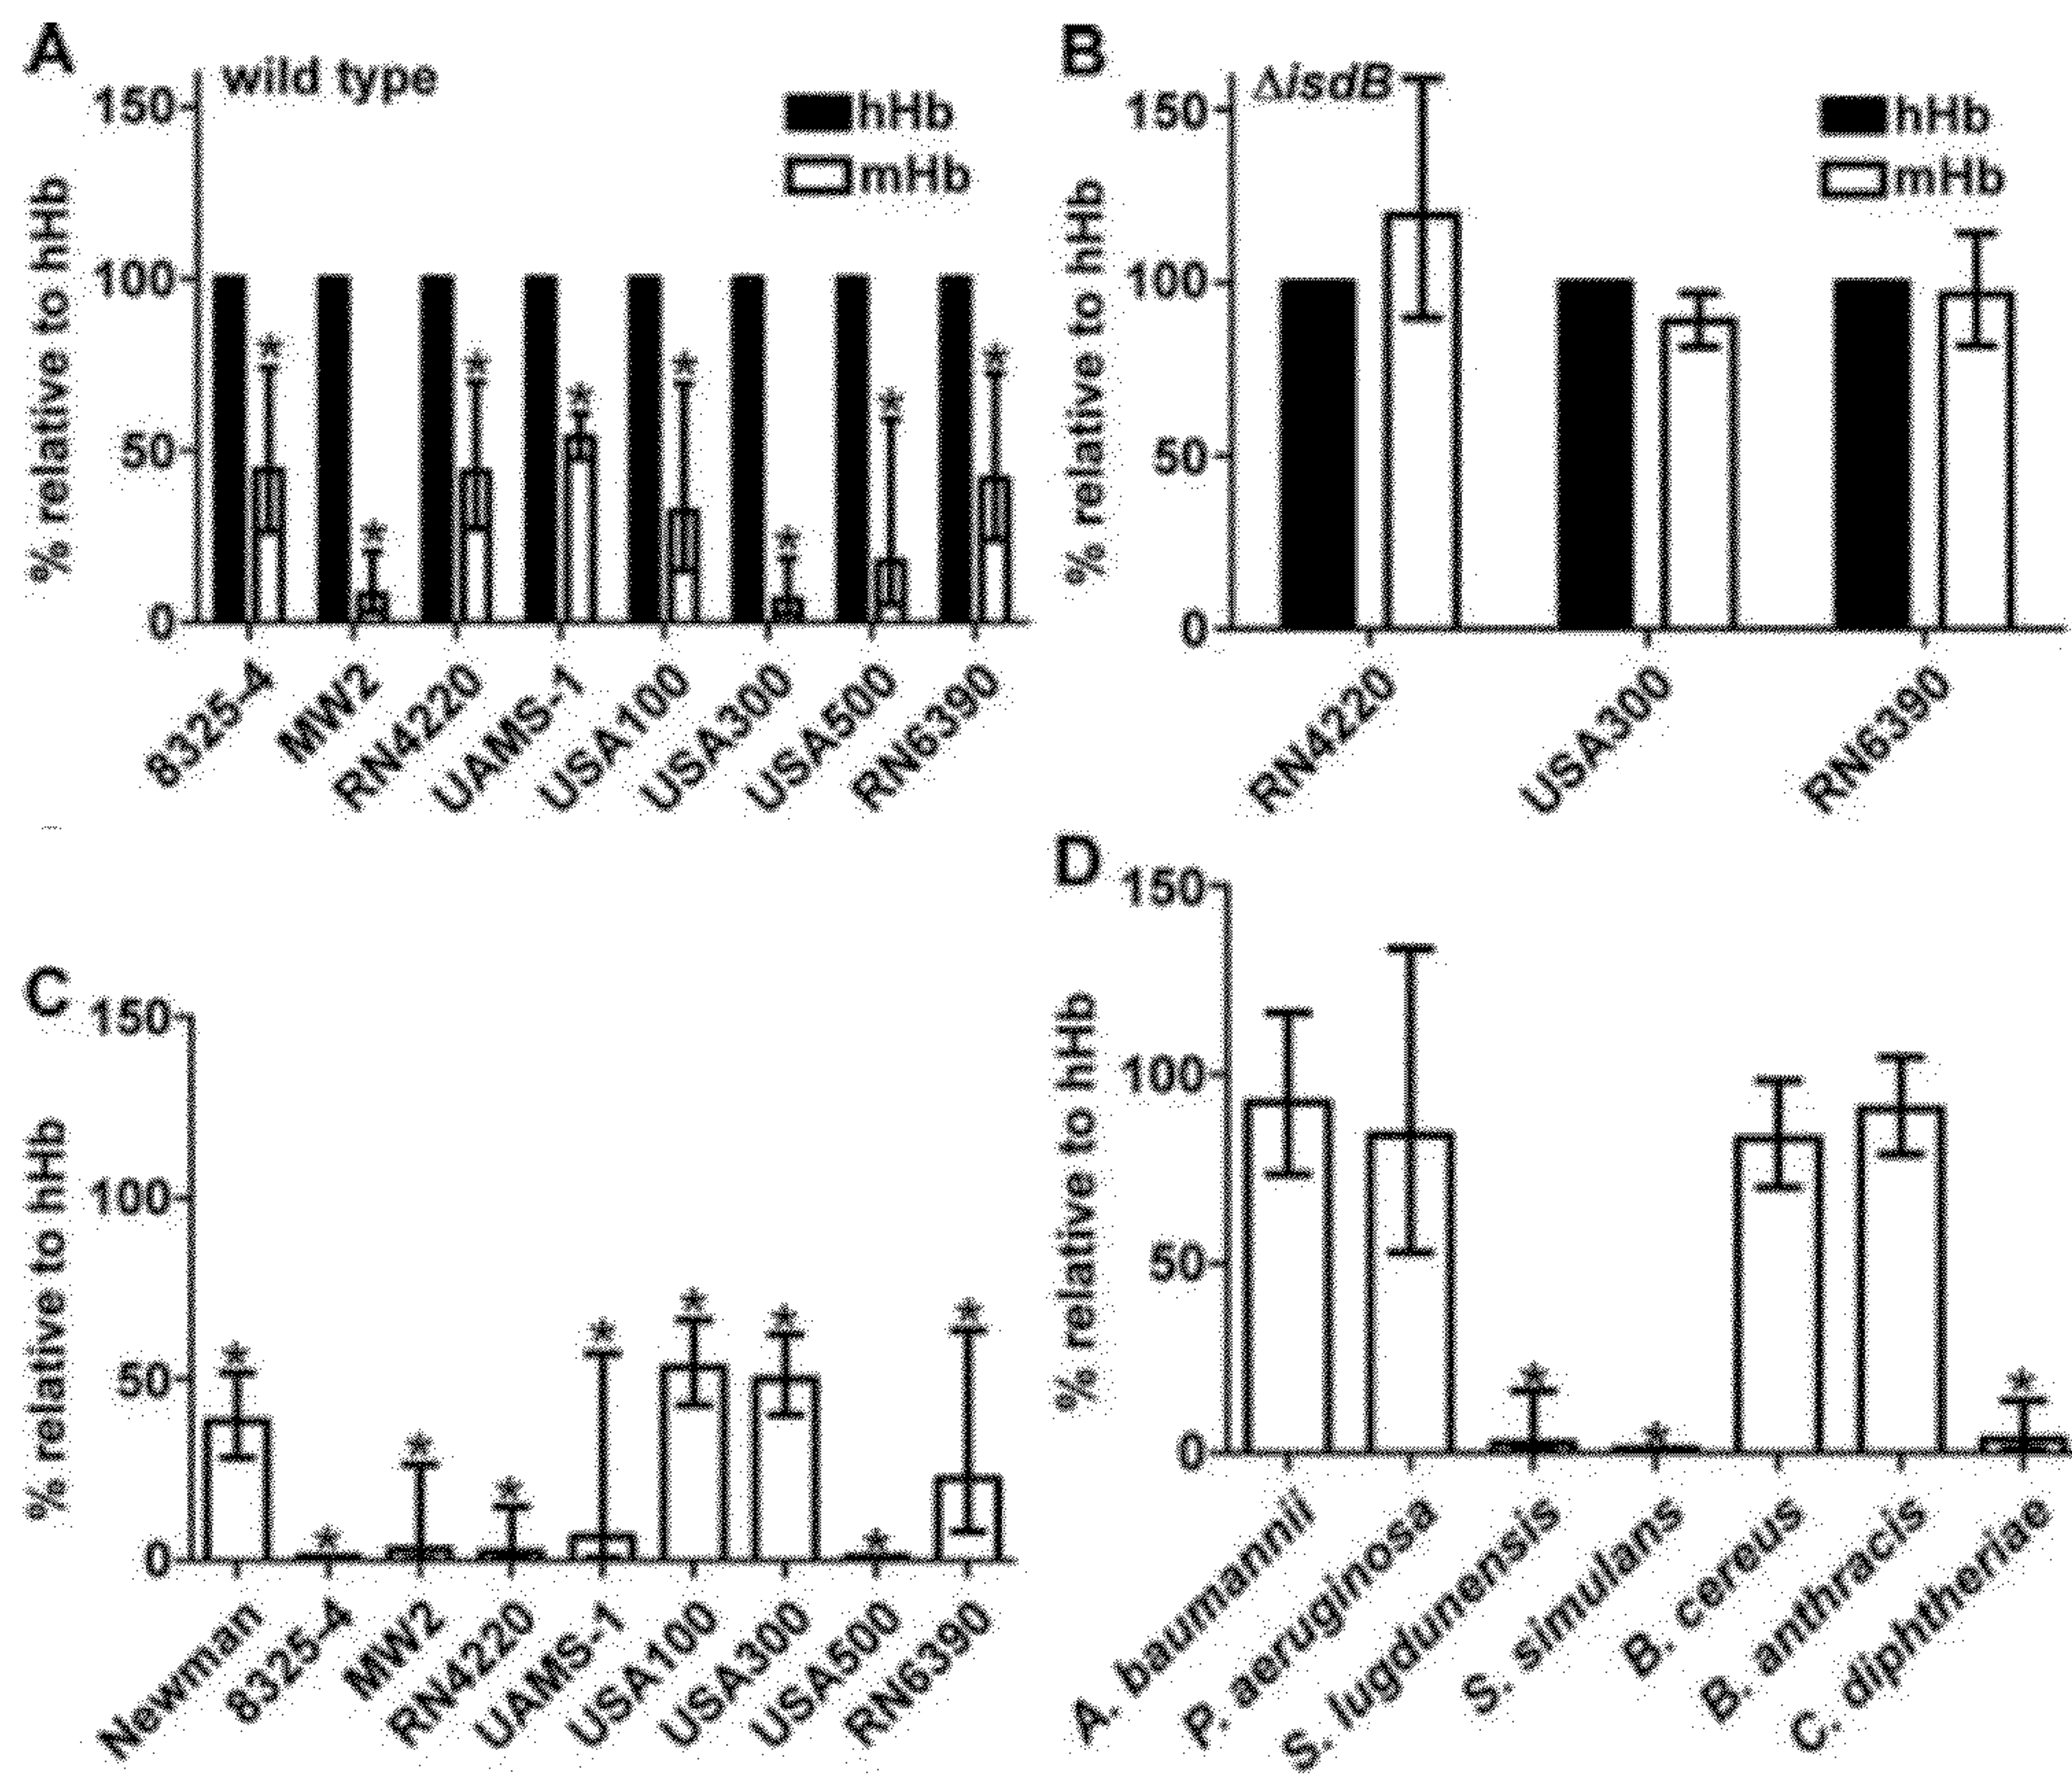 A
wild type
hHb
mHb
% relative to hHb
150
100
50
0
8325-4
MW2
RN4220
UAMS-1
USA100
USA300
USA500
RN6390
B
ΔisdB
hHb
mHb
% relative to hHb
150
100
50
0
RN4220
USA300
RN6390
C
% relative to hHb
150
100
50
0
Newman
8325-4
MW2
RN4220
UAMS-1
USA100
USA300
USA500
RN6390
D
% relative to hHb
150
100
50
0
A. baumannii
P. aeruginosa
S. lugdunensis
S. simulans
B. cereus
B. anthracis
C. diphtheriae